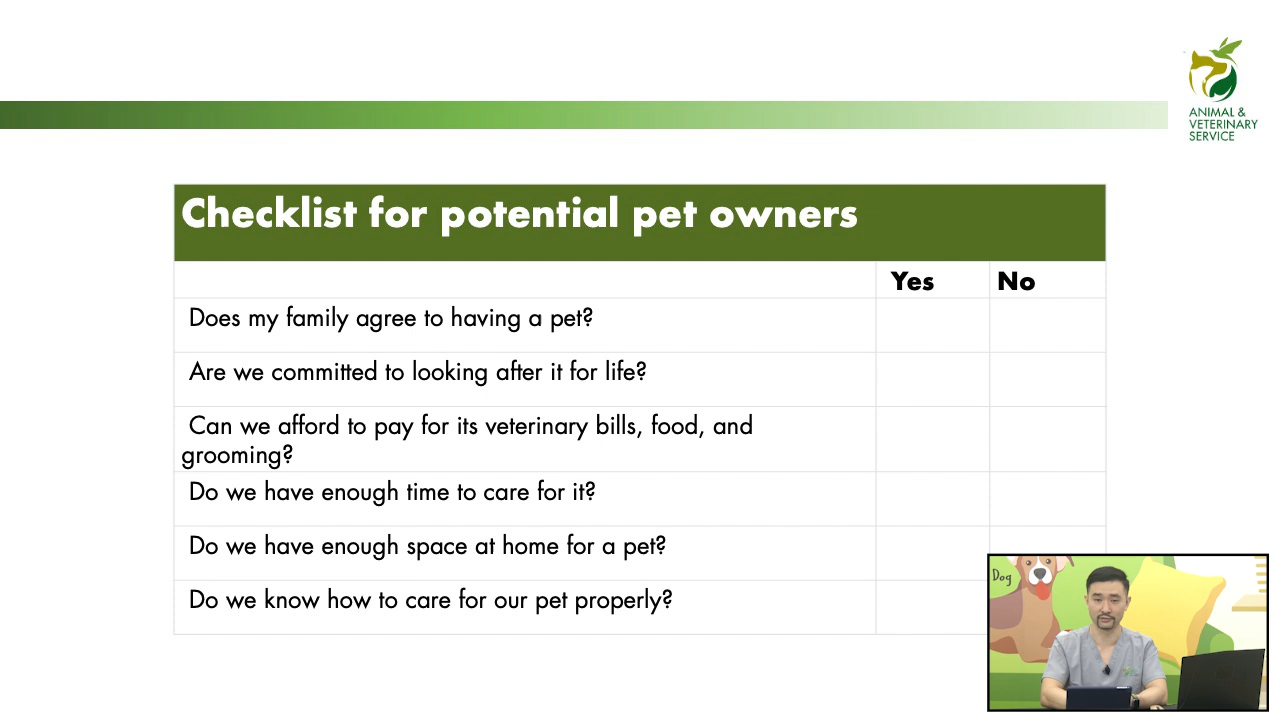 ANIMAL &
VETERINARY
SERVICE
Checklist for potential pet owners
Yes No
Does my family agree to having a pet?
Are we committed to looking after it for life?
Can we afford to pay for its veterinary bills, food, and
grooming?
Do we have enough time to care for it?
Do we have enough space at home for a pet?
Do we know how to care for our pet properly?
Dog